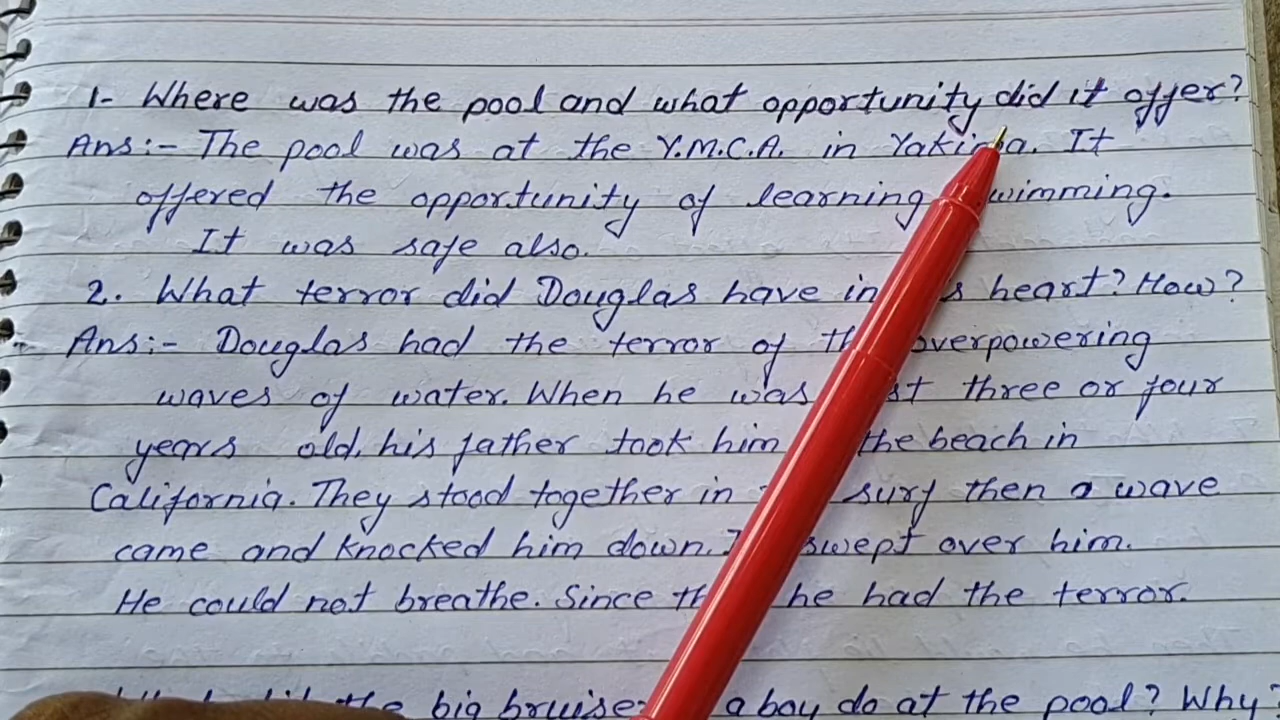 1- Where was the pool and what opportunity did it offer?
Ans:- The pool was at the Y.M.C.A. in Yakima. It
offered the opportunity of learning swimming.
It was safe also.
2. What terror did Douglas have in his heart? How?
Ans:- Douglas had the terror of the overpowering
waves of water. When he was three or four
years old, his father took him the beach in
California. They stood together in surf then a wave
came and knocked him down. swept over him.
He could not breathe. Since he had the terror.
the big bruiser a boy do at the pool? Why?